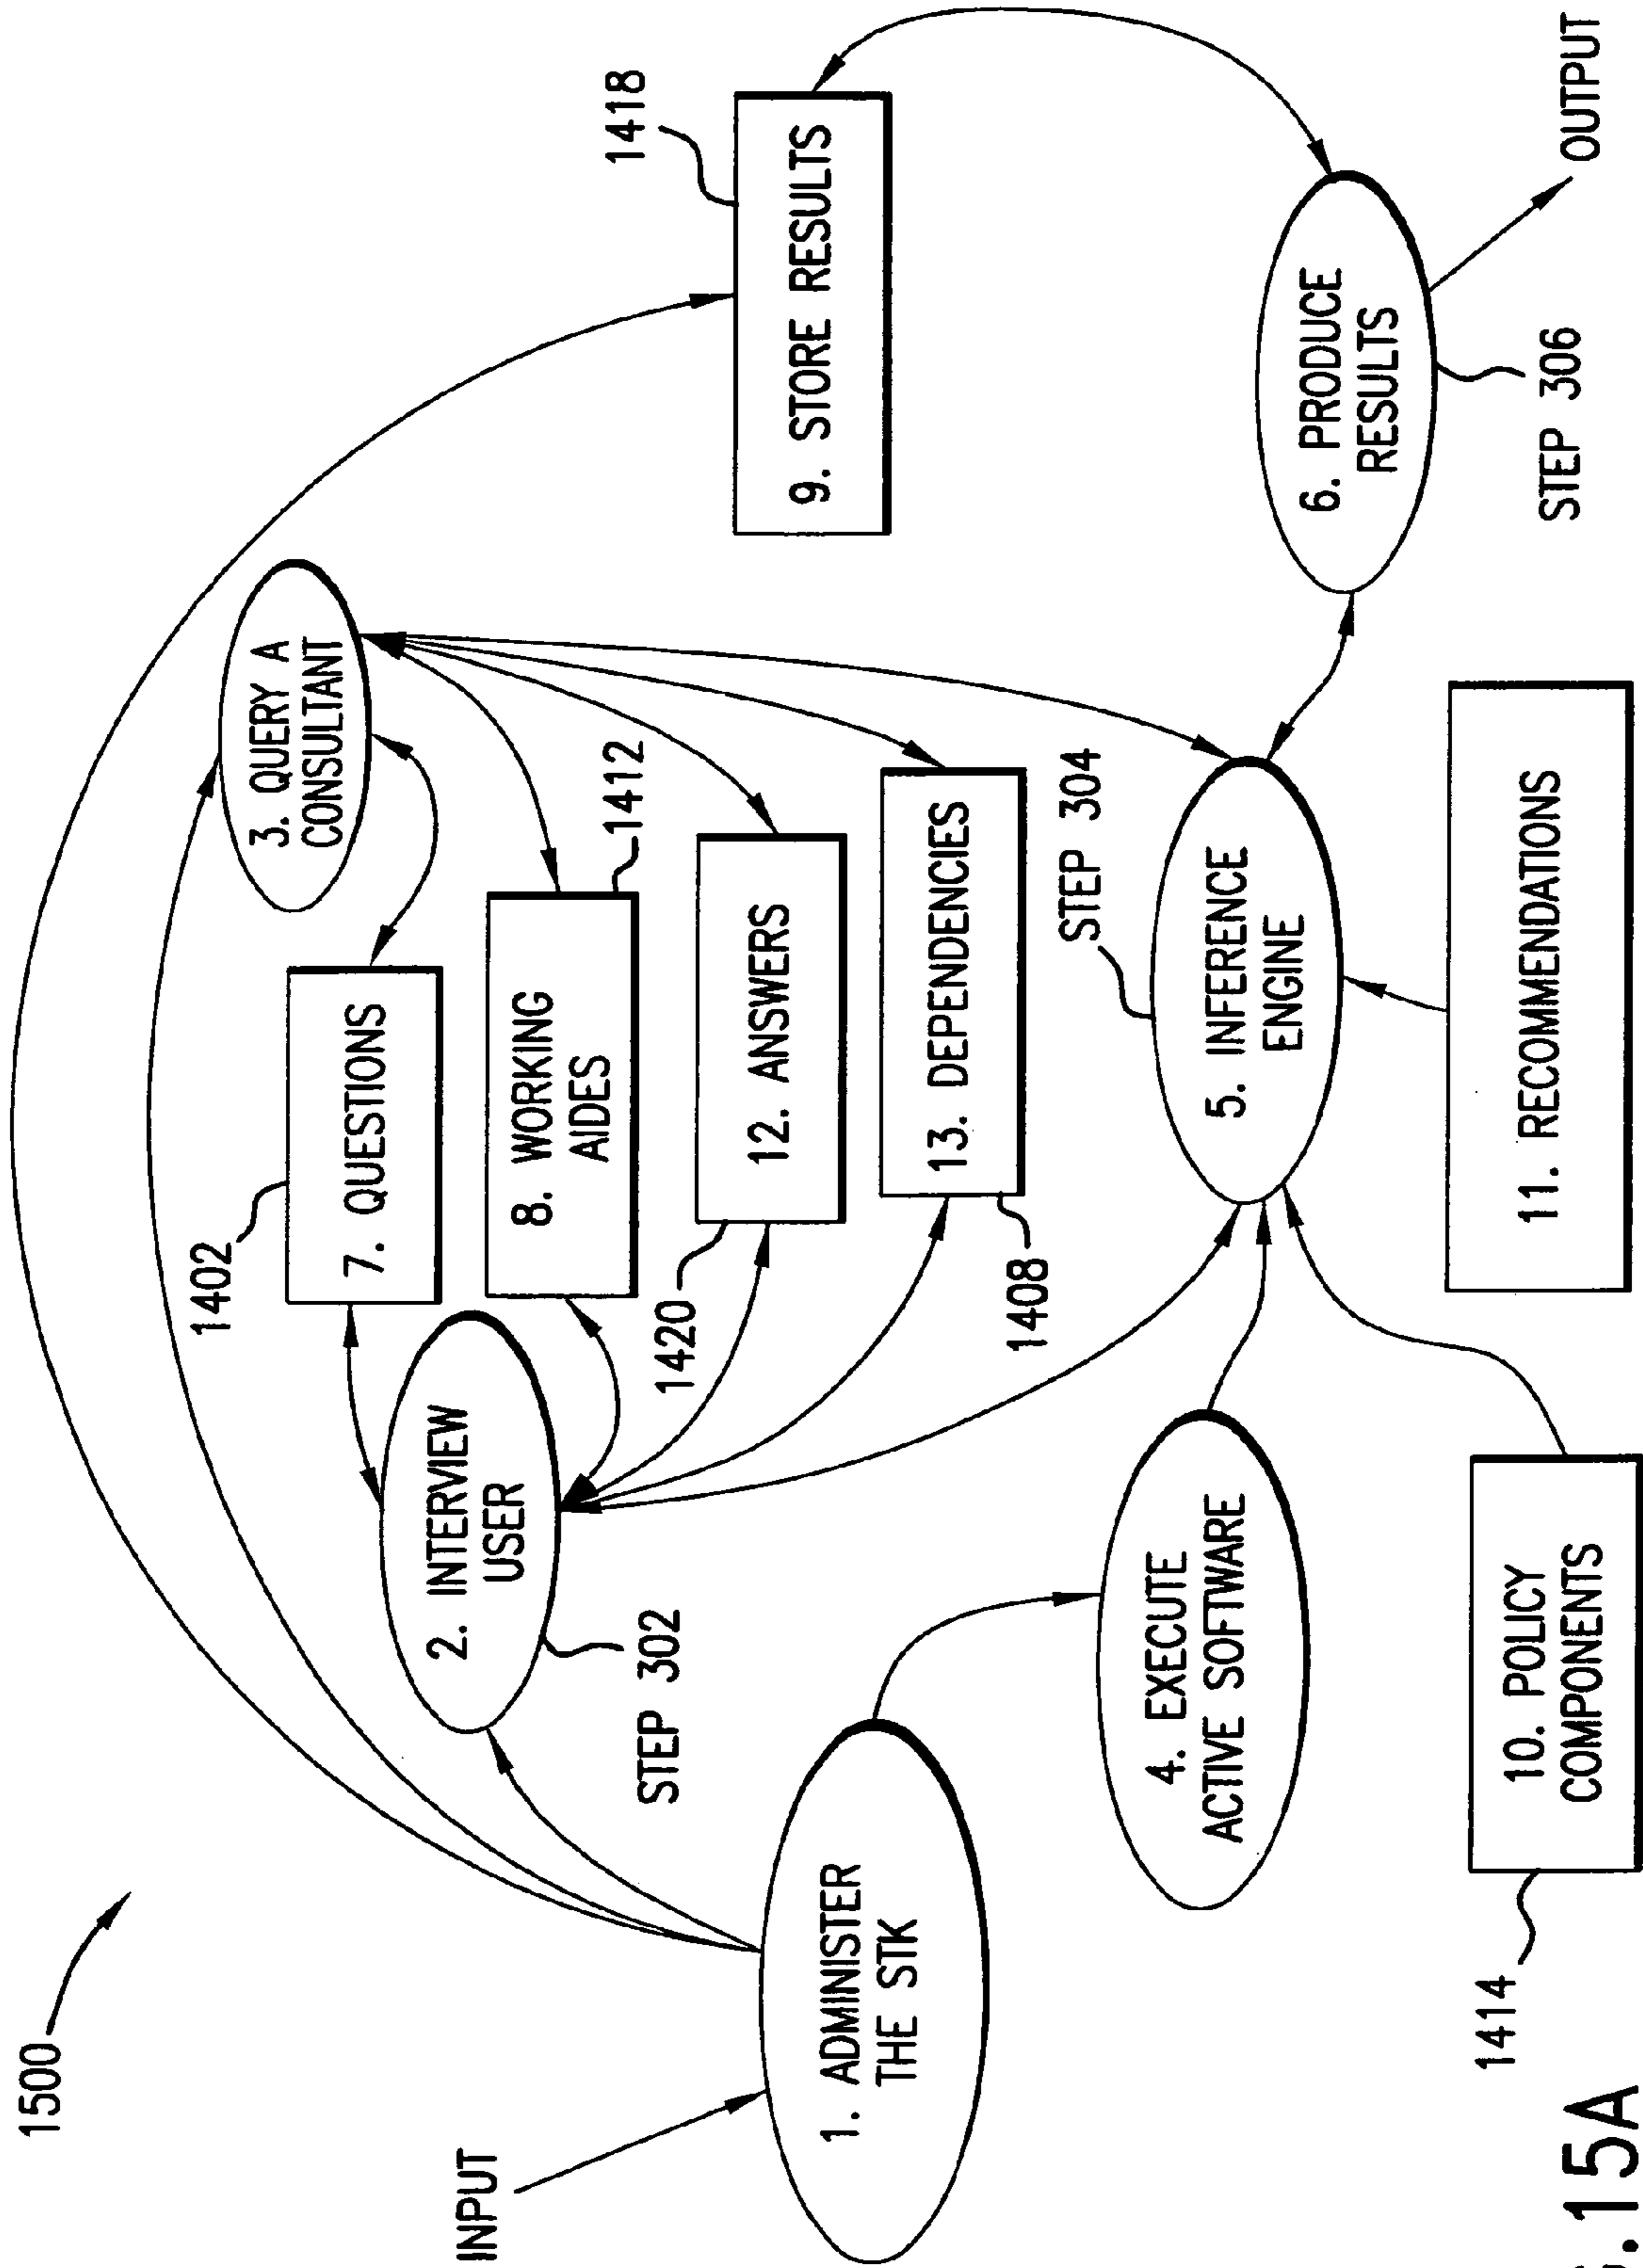 1500
INPUT
1. ADMINISTER
THE STK
2. INTERVIEW
USER
STEP 302
1402
7. QUESTIONS
3. QUERY A
CONSULTANT
8. WORKING
AIDES
1412
1420
12. ANSWERS
13. DEPENDENCIES
1408
1418
9. STORE RESULTS
4. EXECUTE
ACTIVE SOFTWARE
STEP 304
5. INFERENCE
ENGINE
6. PRODUCE
RESULTS
STEP 306
OUTPUT
1414
10. POLICY
COMPONENTS
11. RECOMMENDATIONS
.15A